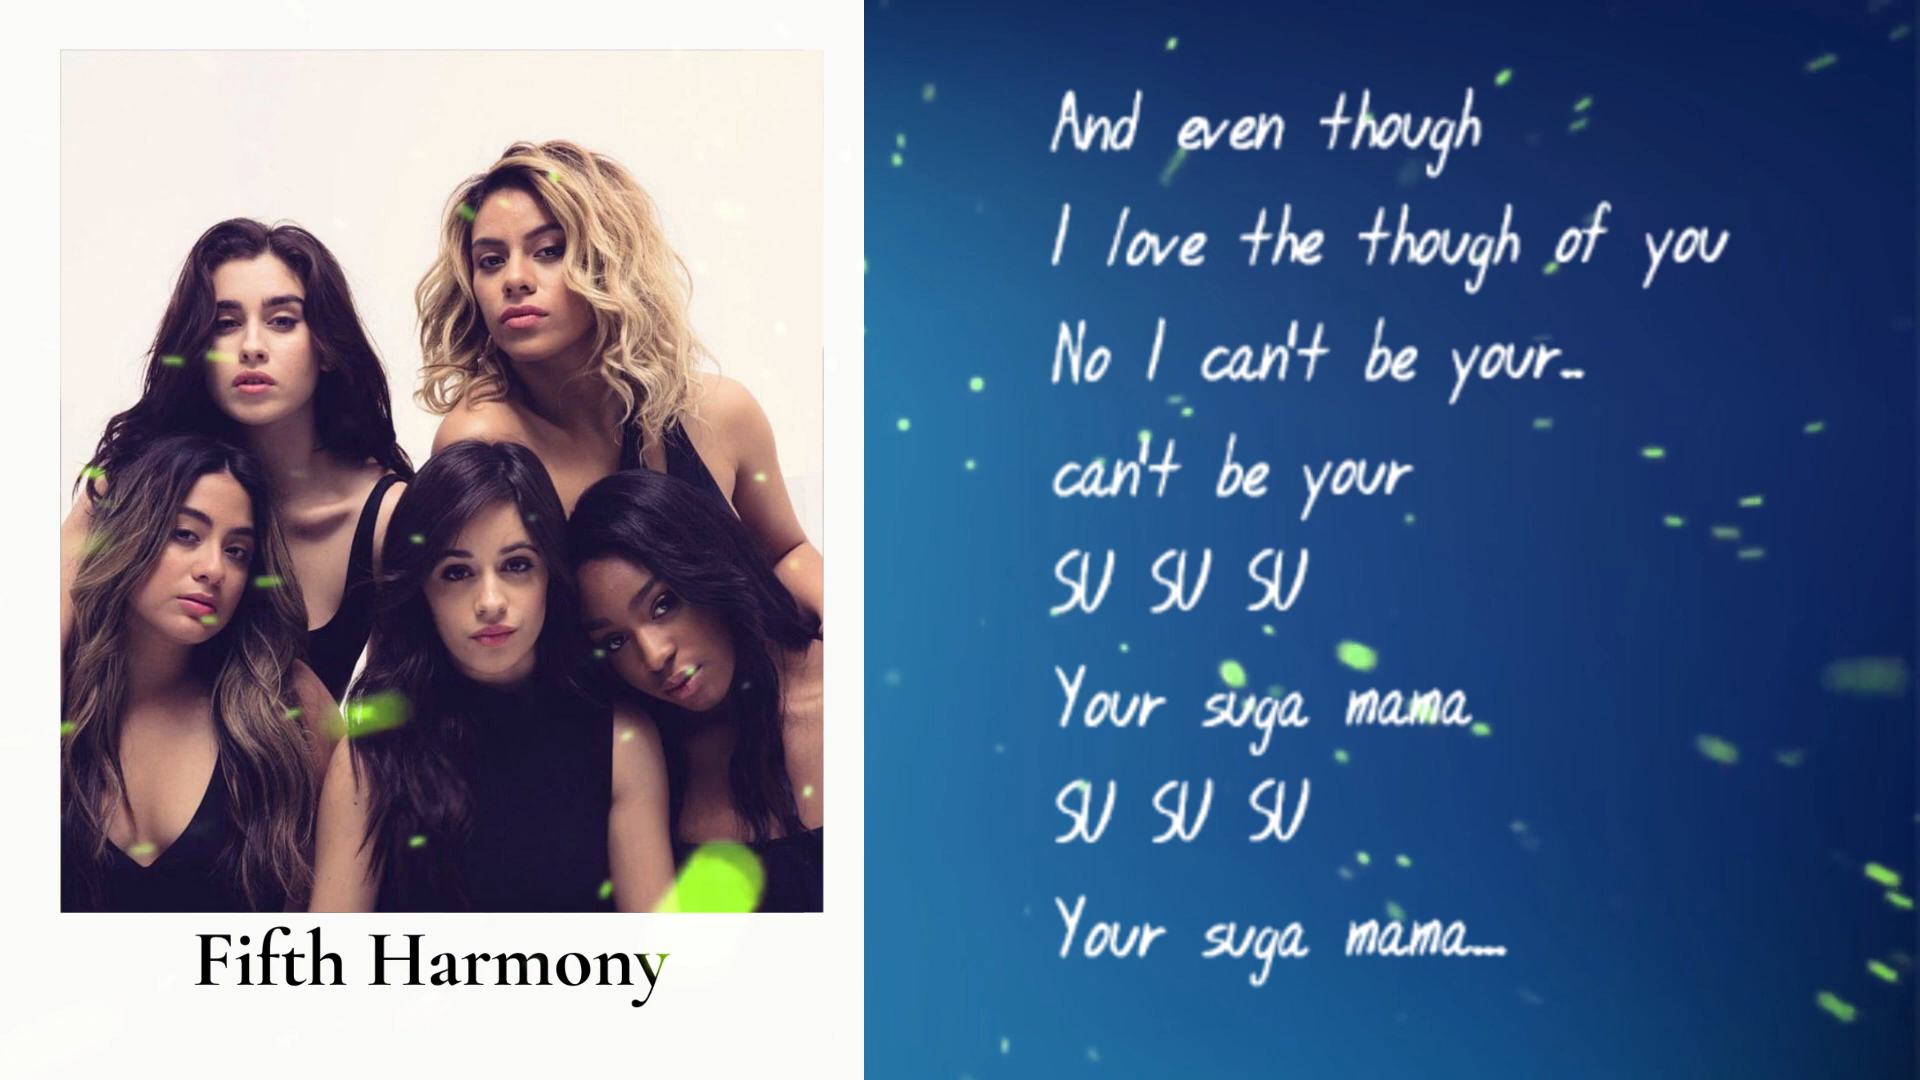 Fifth Harmony
And even though
I love the though of you
No I can't be your...
can't be your
SU SU SU
Your suga mama
SU SU SU
Your suga mama....